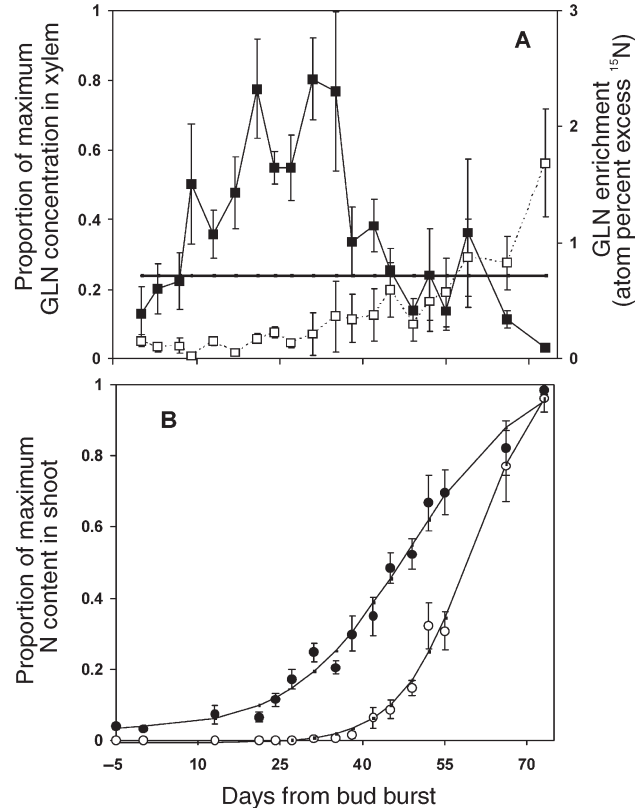 A
Proportion of maximum
GLN concentration in xylem
1
0.8
0.6
0.4
0.2
0
3
2
1
0
GLN enrichment
(atom percent excess ¹⁵N)
B
Proportion of maximum
N content in shoot
1
0.8
0.6
0.4
0.2
0
–5
10
25
40
55
70
Days from bud burst